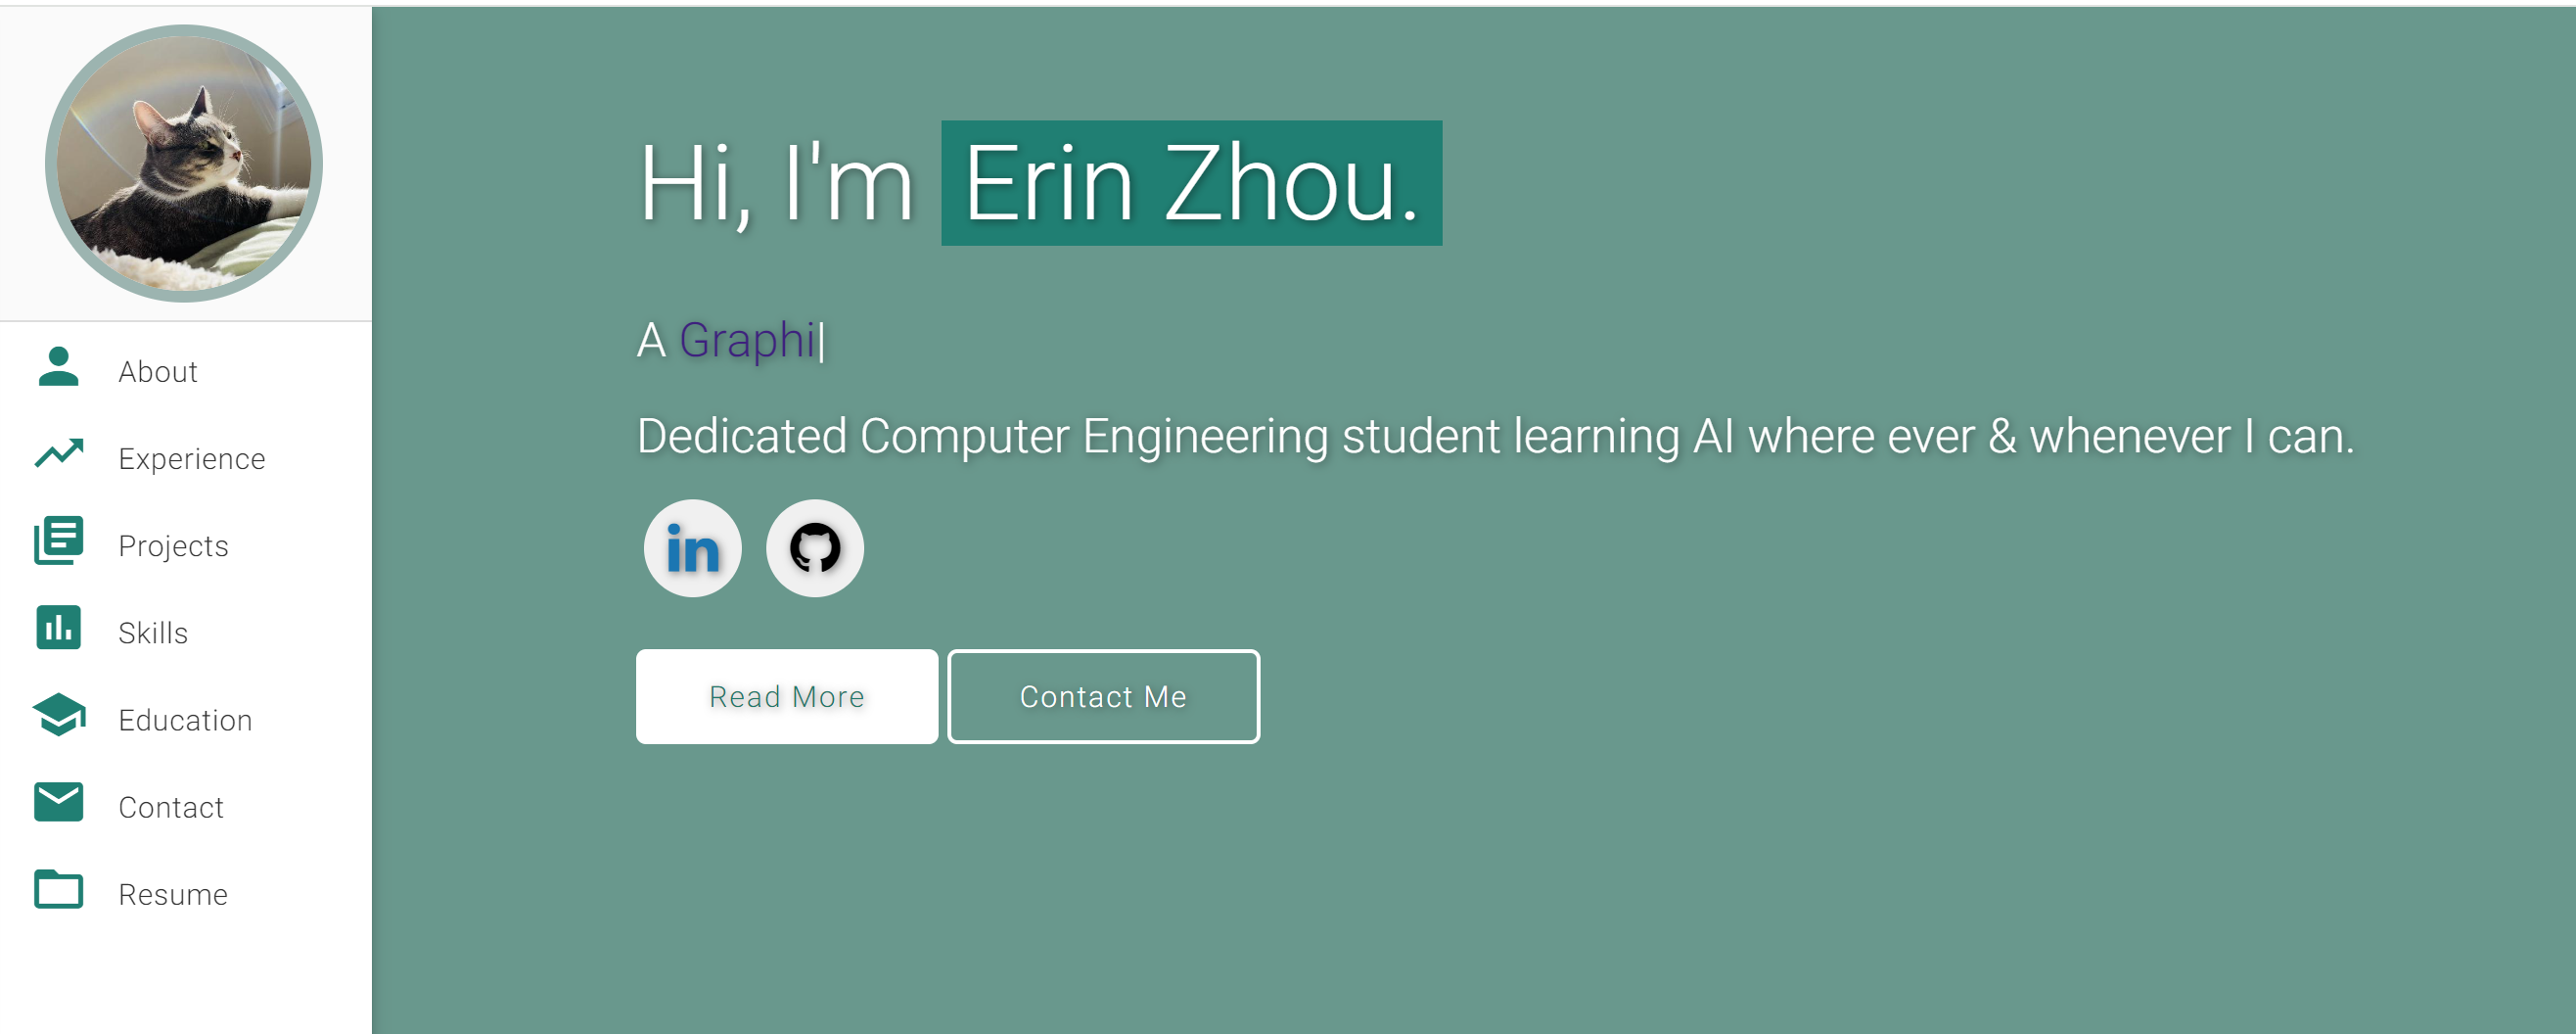 Hi, I'm Erin Zhou.
A Graphi|
Dedicated Computer Engineering student learning AI where ever & whenever I can.
in
Read More
Contact Me
About
Experience
Projects
Skills
Education
Contact
Resume